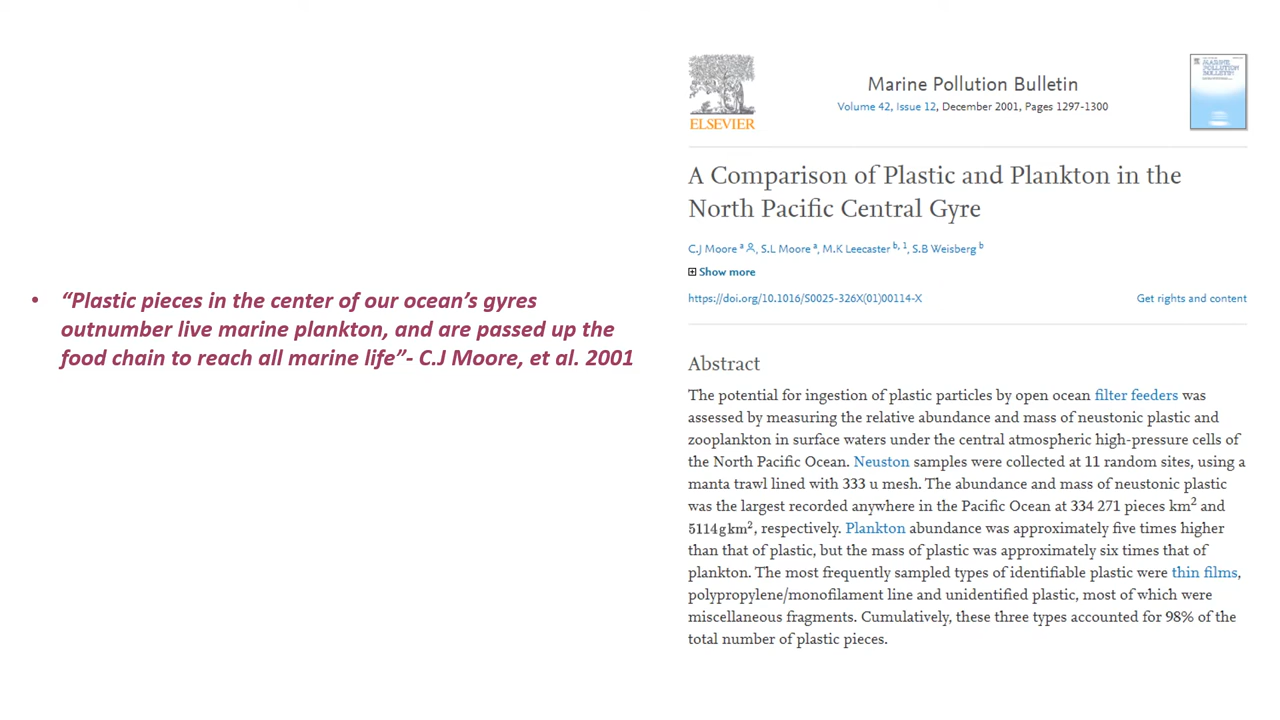 • “Plastic pieces in the center of our ocean’s gyres
outnumber live marine plankton, and are passed up the
food chain to reach all marine life”- C.J Moore, et al. 2001
ELSEVIER
Marine Pollution Bulletin
Volume 42, Issue 12, December 2001, Pages 1297-1300
MARINE
POLLUTION
BULLETIN
A Comparison of Plastic and Plankton in the
North Pacific Central Gyre
C.J Moore a, S.L Moore a, M.K Leecaster b, 1, S.B Weisberg b
Show more
https://doi.org/10.1016/S0025-326X(01)00114-X
Get rights and content
Abstract
The potential for ingestion of plastic particles by open ocean filter feeders was
assessed by measuring the relative abundance and mass of neustonic plastic and
zooplankton in surface waters under the central atmospheric high-pressure cells of
the North Pacific Ocean. Neuston samples were collected at 11 random sites, using a
manta trawl lined with 333 u mesh. The abundance and mass of neustonic plastic
was the largest recorded anywhere in the Pacific Ocean at 334 271 pieces km² and
5114gkm², respectively. Plankton abundance was approximately five times higher
than that of plastic, but the mass of plastic was approximately six times that of
plankton. The most frequently sampled types of identifiable plastic were thin films,
polypropylene/monofilament line and unidentified plastic, most of which were
miscellaneous fragments. Cumulatively, these three types accounted for 98% of the
total number of plastic pieces.